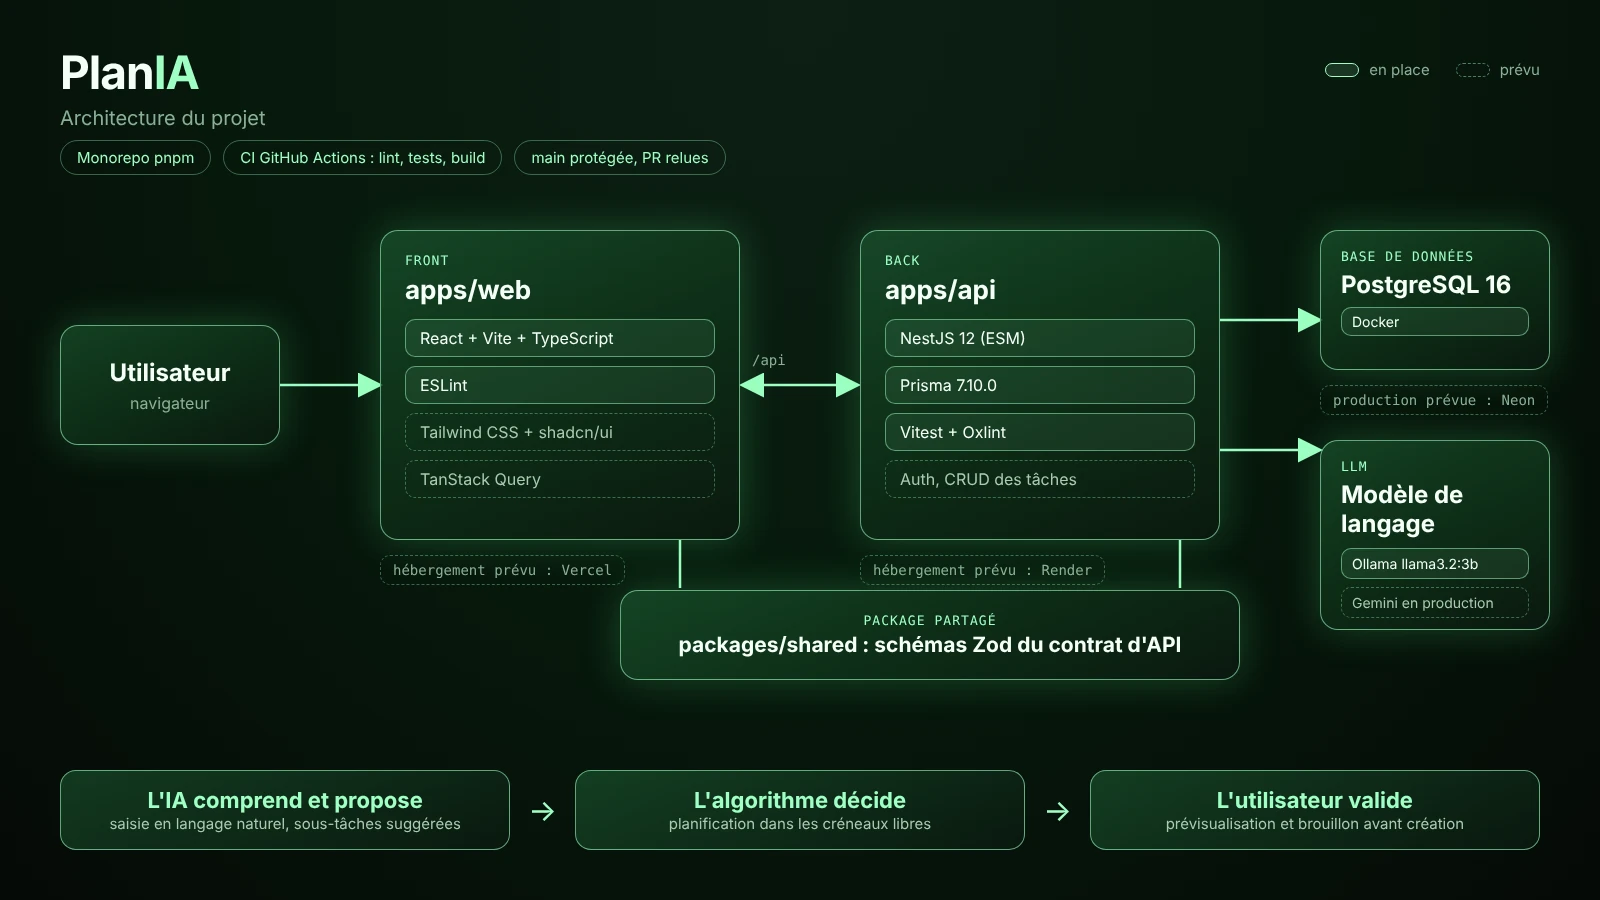 PlanIA
en place
prévu
Architecture du projet
Monorepo pnpm
CI GitHub Actions : lint, tests, build
main protégée, PR relues
Utilisateur
navigateur
FRONT
apps/web
React + Vite + TypeScript
ESLint
Tailwind CSS + shadcn/ui
TanStack Query
hébergement prévu : Vercel
/api
BACK
apps/api
NestJS 12 (ESM)
Prisma 7.10.0
Vitest + Oxlint
Auth, CRUD des tâches
hébergement prévu : Render
BASE DE DONNÉES
PostgreSQL 16
Docker
production prévue : Neon
LLM
Modèle de
langage
Ollama llama3.2:3b
Gemini en production
PACKAGE PARTAGÉ
packages/shared : schémas Zod du contrat d'API
L'IA comprend et propose
saisie en langage naturel, sous-tâches suggérées
→
L'algorithme décide
planification dans les créneaux libres
→
L'utilisateur valide
prévisualisation et brouillon avant création